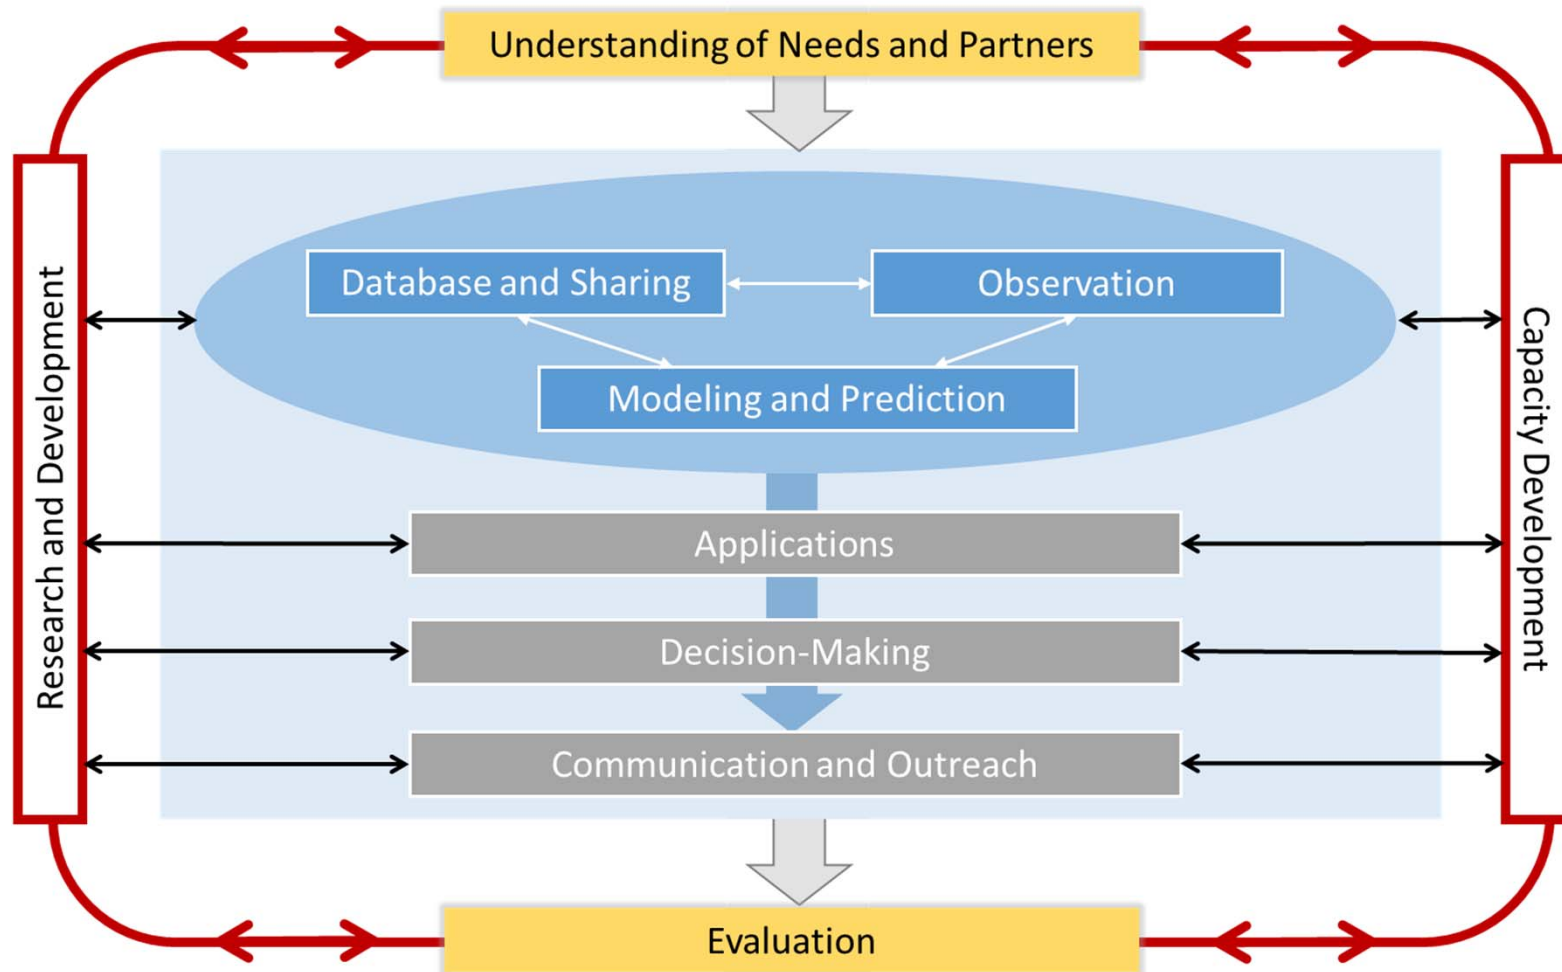 Understanding of Needs and Partners
Research and Development
Database and Sharing
Observation
Modeling and Prediction
Capacity Development
Applications
Decision-Making
Communication and Outreach
Evaluation